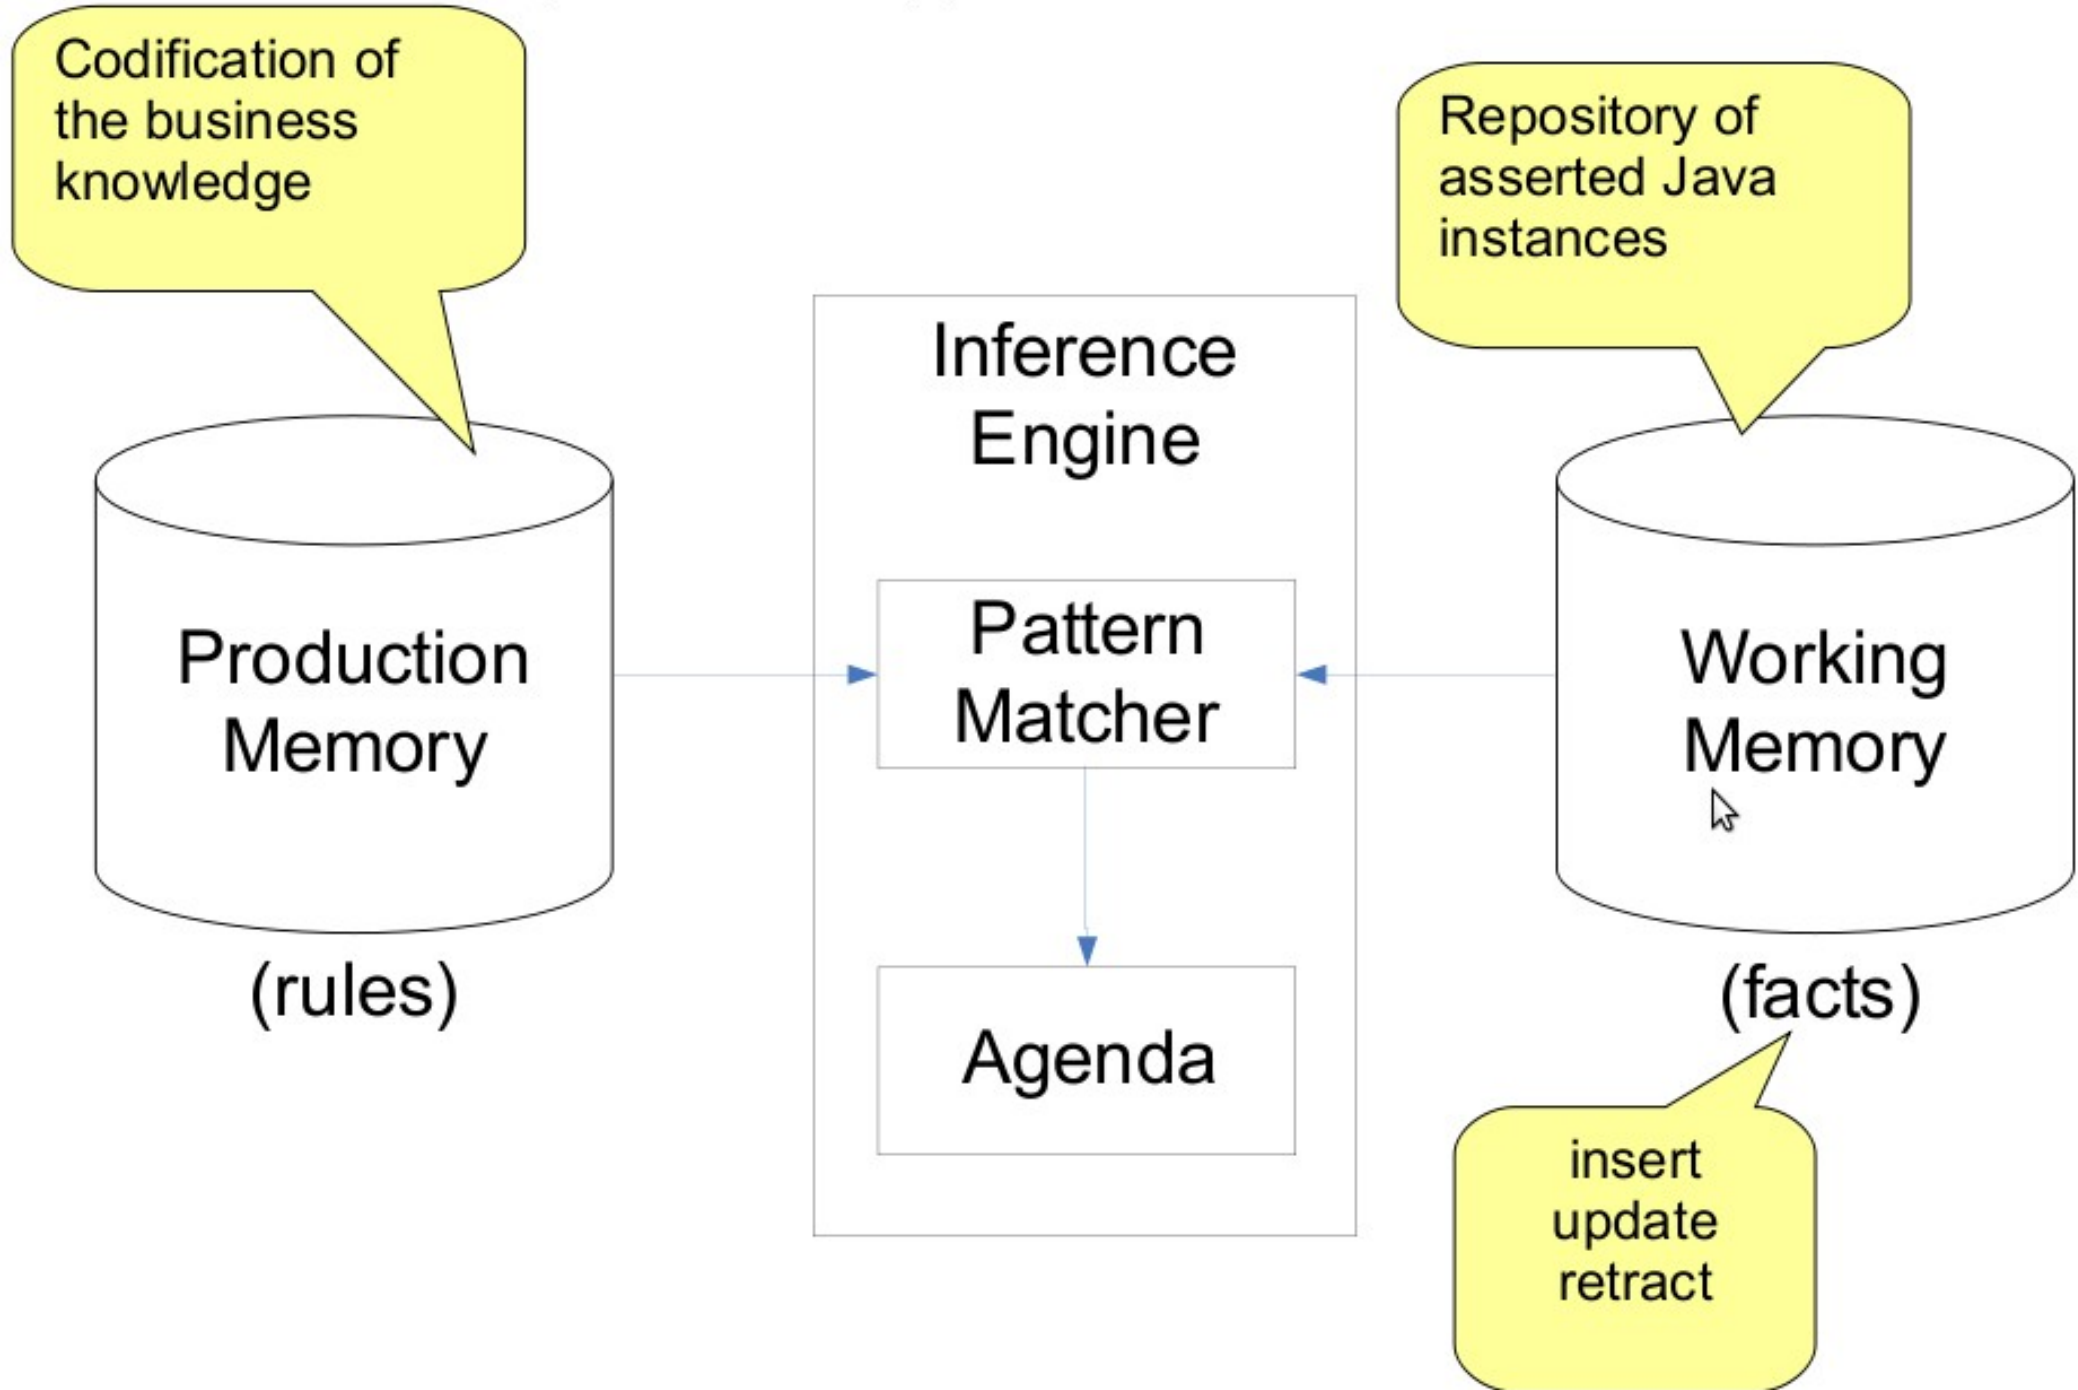 Codification of
the business
knowledge
Repository of
asserted Java
instances
Inference
Engine
Pattern
Matcher
Production
Memory
Working
Memory
(rules)
(facts)
Agenda
insert
update
retract